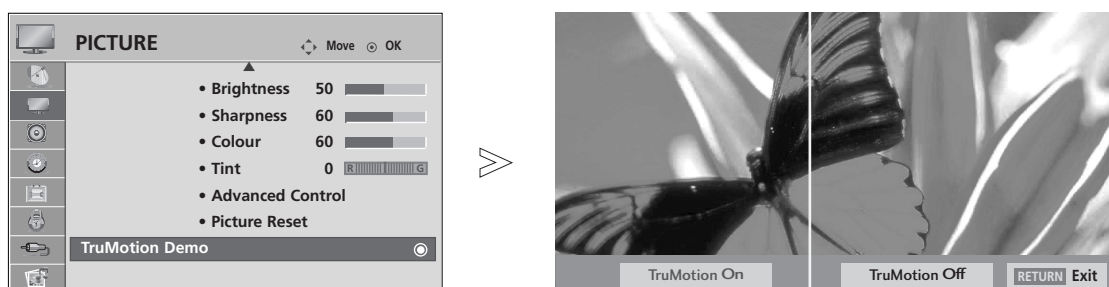 PICTURE
Move OK
• Brightness 50
• Sharpness 60
• Colour 60
• Tint 0 R G
• Advanced Control
• Picture Reset
TruMotion Demo
TruMotion On
TruMotion Off
RETURN Exit